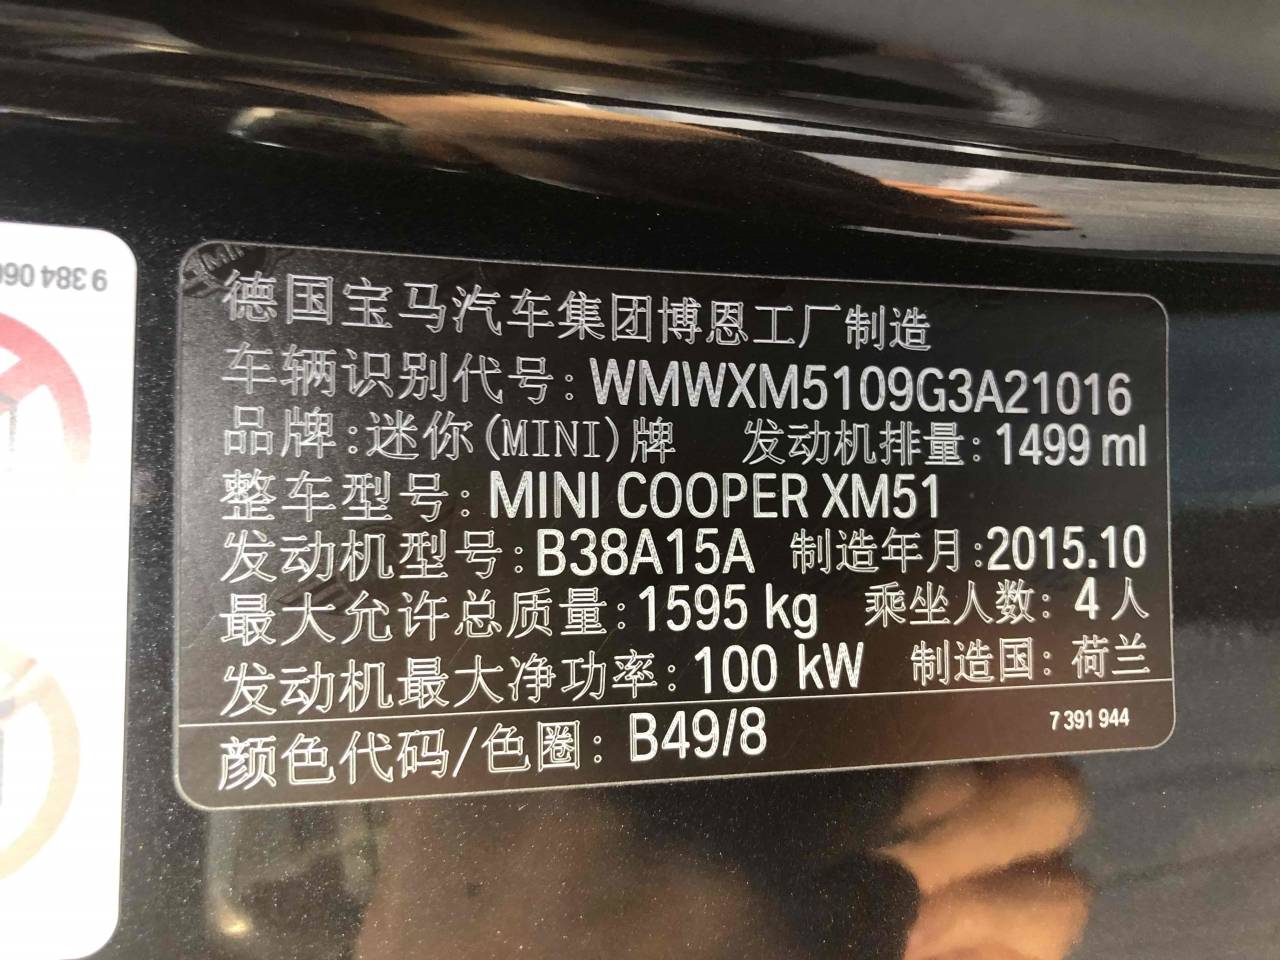 9 384 060
德国宝马汽车集团博恩工厂制造
车辆识别代号: WMWXM5109G3A21016
品牌:迷你(MINI)牌 发动机排量: 1499 ml
整车型号: MINI COOPER XM51
发动机型号:B38A15A 制造年月:2015.10
最大允许总质量:1595 kg 乘坐人数: 4人
发动机最大净功率:100 kW 制造国: 荷兰
颜色代码/色圈: B49/8 7 391 944